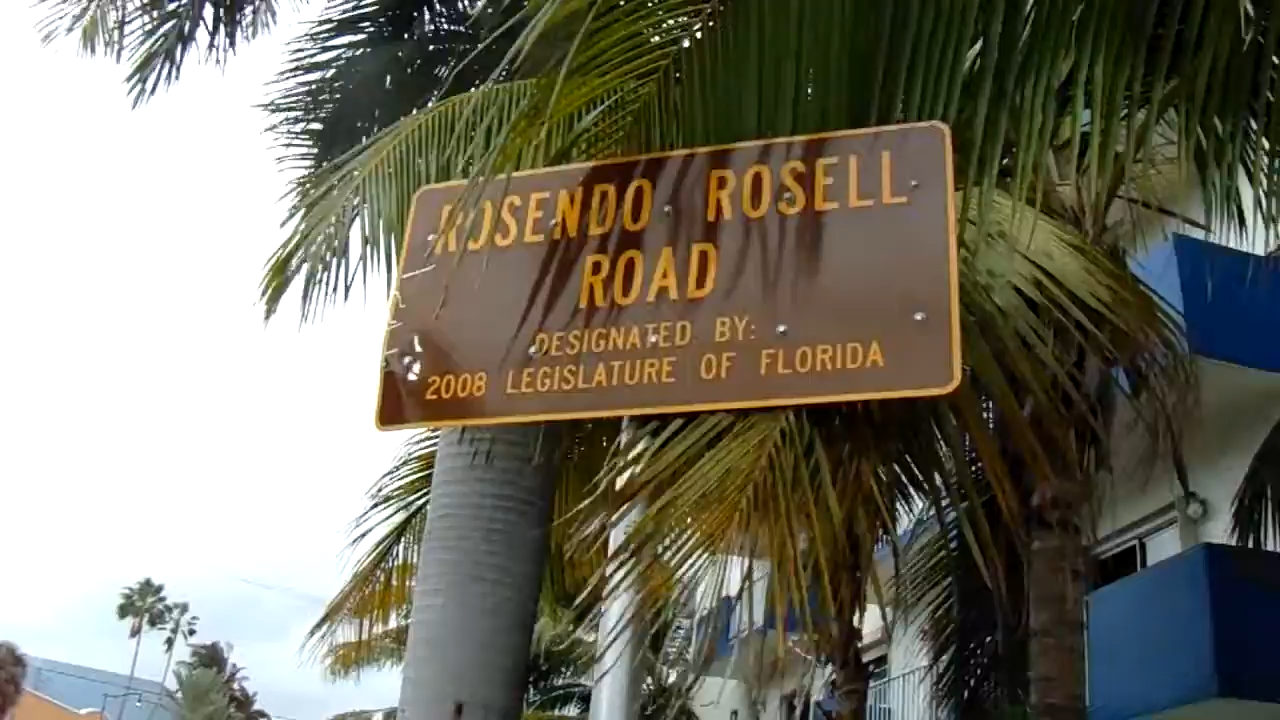 ROSENDO ROSELL
ROAD
DESIGNATED BY:
2008 LEGISLATURE OF FLORIDA